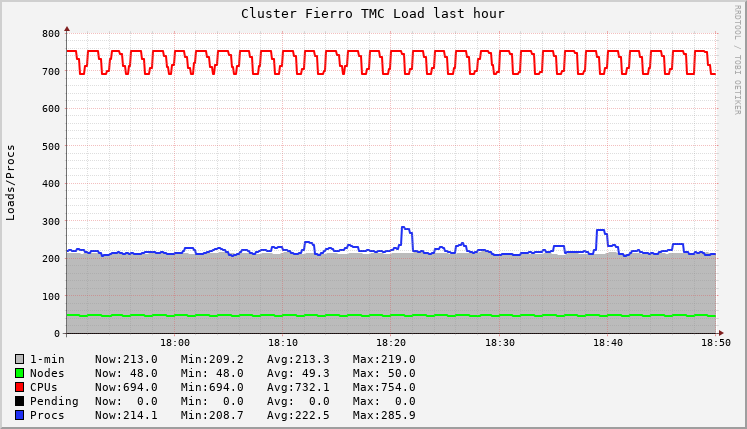 Cluster Fierro TMC Load last hour
RRDTOOL / TOBI OETIKER
Loads/Procs
800
700
600
500
400
300
200
100
0
18:00 18:10 18:20 18:30 18:40 18:50
1-min Now:213.0 Min:209.2 Avg:213.3 Max:219.0
Nodes Now: 48.0 Min: 48.0 Avg: 49.3 Max: 50.0
CPUs Now:694.0 Min:694.0 Avg:732.1 Max:754.0
Pending Now: 0.0 Min: 0.0 Avg: 0.0 Max: 0.0
Procs Now:214.1 Min:208.7 Avg:222.5 Max:285.9